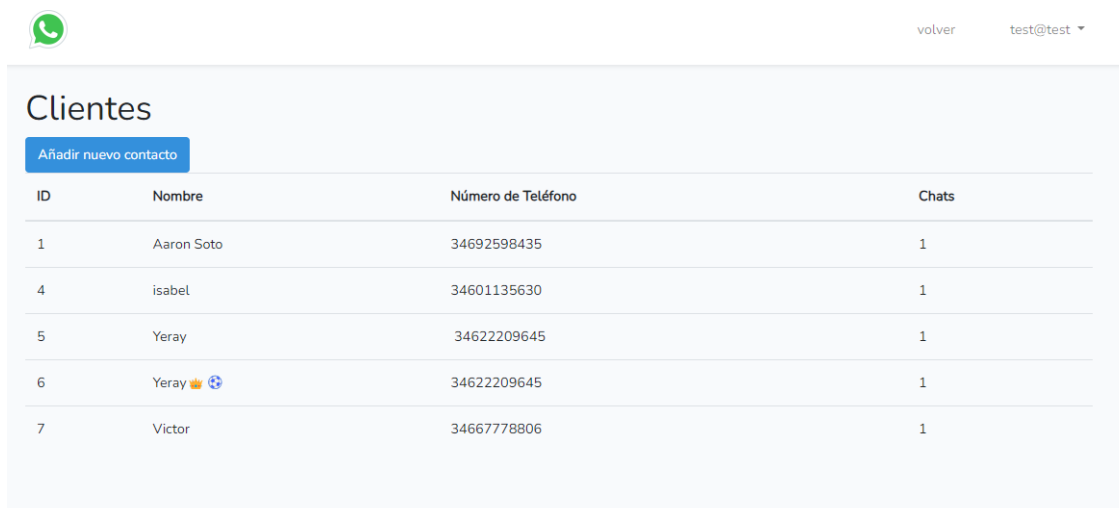 volver test@test
Clientes
Añadir nuevo contacto
ID Nombre Número de Teléfono Chats
1 Aaron Soto 34692598435 1
4 isabel 34601135630 1
5 Yeray 34622209645 1
6 Yeray👑 ⚽ 34622209645 1
7 Victor 34667778806 1